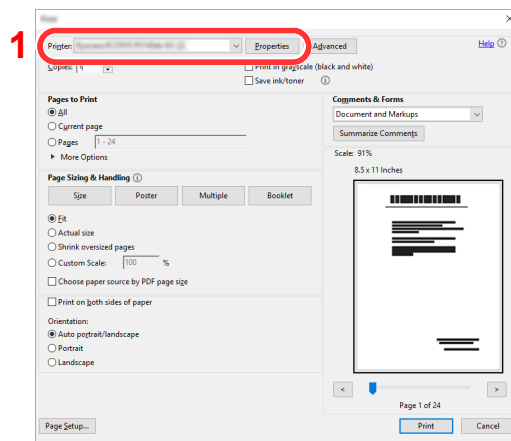 1
Printer: Properties Advanced Help
Copies: Print in grayscale (black and white)
Save ink/toner
Pages to Print
All
Current page
Pages 1 - 24
More Options
Page Sizing & Handling
Size Poster Multiple Booklet
Fit
Actual size
Shrink oversized pages
Custom Scale: 100 %
Choose paper source by PDF page size
Print on both sides of paper
Orientation:
Auto portrait/landscape
Portrait
Landscape
Comments & Forms
Document and Markups
Summarize Comments
Scale: 91%
8.5 x 11 Inches
< >
Page 1 of 24
Page Setup... Print Cancel